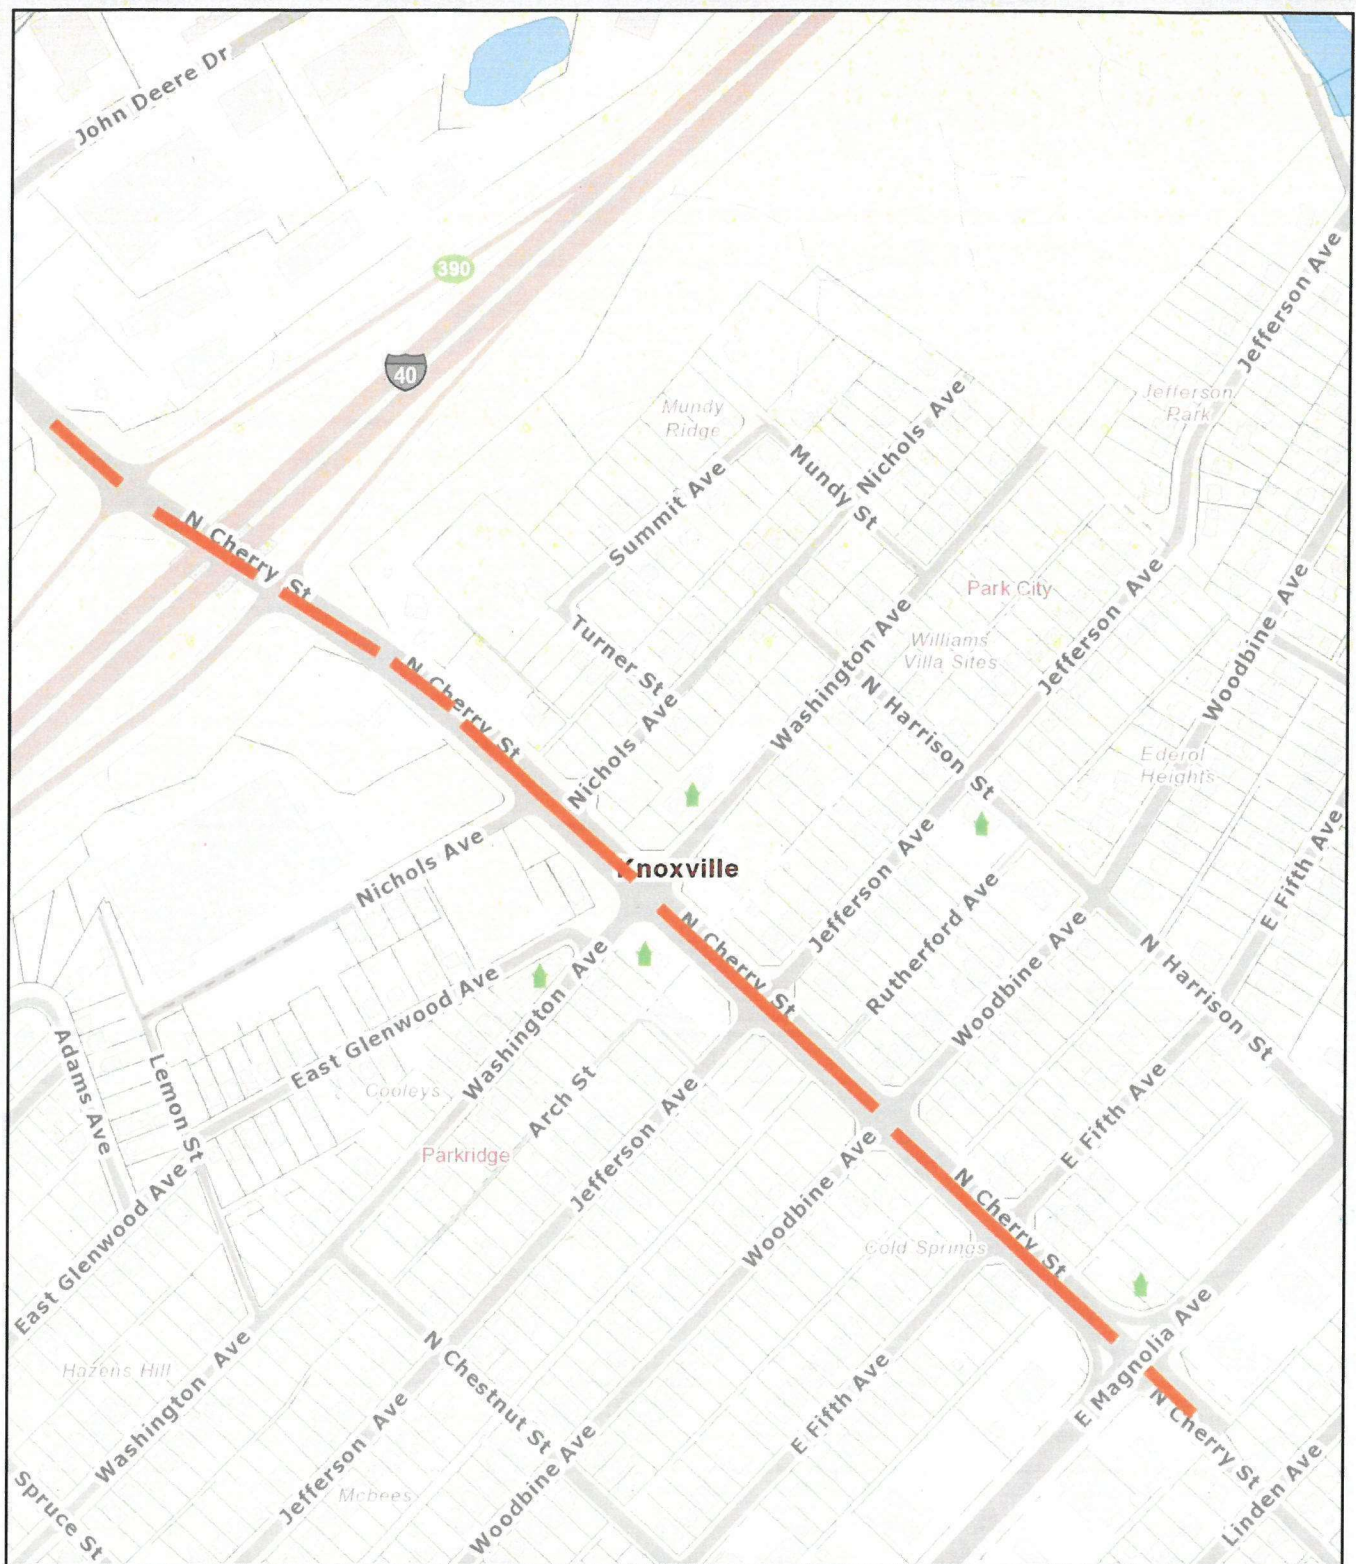 John Deere Dr
390
40
Jefferson Ave
Jefferson
Park
Mundy
Ridge
Nichols Ave
Mundy St
Summit Ave
N Cherry St
Park City
Jefferson Ave
Woodbine Ave
Turner St
Washington Ave
Williams
Villa Sites
N Harrison St
N Cherry St
Nichols Ave
Ederol
Heights
Nichols Ave
Knoxville
Jefferson Ave
E Fifth Ave
Rutherford Ave
N Cherry St
Woodbine Ave
N Harrison St
East Glenwood Ave
Washington Ave
Adams Ave
Lemon St
Cooleys
Arch St
Jefferson Ave
E Fifth Ave
Parkridge
Woodbine Ave
N Cherry St
Cold Springs
East Glenwood Ave
E Magnolia Ave
Hazens Hill
Washington Ave
N Chestnut St
E Fifth Ave
N Cherry St
Jefferson Ave
Mcbees
Woodbine Ave
Linden Ave
Spruce St